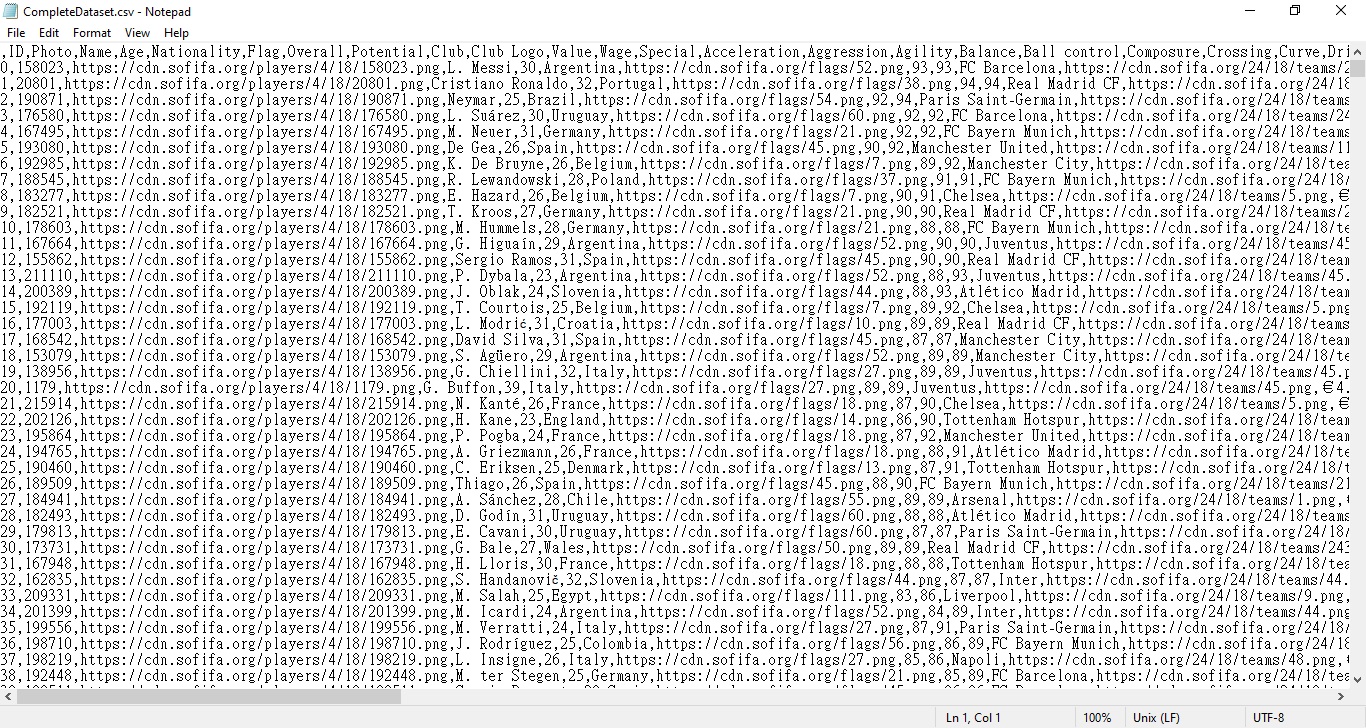 CompleteDataset.csv - Notepad
File Edit Format View Help
,ID,Photo,Name,Age,Nationality,Flag,Overall,Potential,Club,Club Logo,Value,Wage,Special,Acceleration,Aggression,Agility,Balance,Ball control,Composure,Crossing,Curve,Dri
0,158023,https://cdn.sofifa.org/players/4/18/158023.png,L. Messi,30,Argentina,https://cdn.sofifa.org/flags/52.png,93,93,FC Barcelona,https://cdn.sofifa.org/24/18/teams/2
1,20801,https://cdn.sofifa.org/players/4/18/20801.png,Cristiano Ronaldo,32,Portugal,https://cdn.sofifa.org/flags/38.png,94,94,Real Madrid CF,https://cdn.sofifa.org/24/18
2,190871,https://cdn.sofifa.org/players/4/18/190871.png,Neymar,25,Brazil,https://cdn.sofifa.org/flags/54.png,92,94,Paris Saint-Germain,https://cdn.sofifa.org/24/18/teams
3,176580,https://cdn.sofifa.org/players/4/18/176580.png,L. Suárez,30,Uruguay,https://cdn.sofifa.org/flags/60.png,92,92,FC Barcelona,https://cdn.sofifa.org/24/18/teams/24
4,167495,https://cdn.sofifa.org/players/4/18/167495.png,M. Neuer,31,Germany,https://cdn.sofifa.org/flags/21.png,92,92,FC Bayern Munich,https://cdn.sofifa.org/24/18/teams
5,193080,https://cdn.sofifa.org/players/4/18/193080.png,De Gea,26,Spain,https://cdn.sofifa.org/flags/45.png,90,92,Manchester United,https://cdn.sofifa.org/24/18/teams/11
6,192985,https://cdn.sofifa.org/players/4/18/192985.png,K. De Bruyne,26,Belgium,https://cdn.sofifa.org/flags/7.png,89,92,Manchester City,https://cdn.sofifa.org/24/18/tea
7,188545,https://cdn.sofifa.org/players/4/18/188545.png,R. Lewandowski,28,Poland,https://cdn.sofifa.org/flags/37.png,91,91,FC Bayern Munich,https://cdn.sofifa.org/24/18/
8,183277,https://cdn.sofifa.org/players/4/18/183277.png,E. Hazard,26,Belgium,https://cdn.sofifa.org/flags/7.png,90,91,Chelsea,https://cdn.sofifa.org/24/18/teams/5.png,€
9,182521,https://cdn.sofifa.org/players/4/18/182521.png,T. Kroos,27,Germany,https://cdn.sofifa.org/flags/21.png,90,90,Real Madrid CF,https://cdn.sofifa.org/24/18/teams/2
10,178603,https://cdn.sofifa.org/players/4/18/178603.png,M. Hummels,28,Germany,https://cdn.sofifa.org/flags/21.png,88,88,FC Bayern Munich,https://cdn.sofifa.org/24/18/te
11,167664,https://cdn.sofifa.org/players/4/18/167664.png,G. Higuaín,29,Argentina,https://cdn.sofifa.org/flags/52.png,90,90,Juventus,https://cdn.sofifa.org/24/18/teams/45
12,155862,https://cdn.sofifa.org/players/4/18/155862.png,Sergio Ramos,31,Spain,https://cdn.sofifa.org/flags/45.png,90,90,Real Madrid CF,https://cdn.sofifa.org/24/18/teams
13,211110,https://cdn.sofifa.org/players/4/18/211110.png,P. Dybala,23,Argentina,https://cdn.sofifa.org/flags/52.png,88,93,Juventus,https://cdn.sofifa.org/24/18/teams/45.
14,200389,https://cdn.sofifa.org/players/4/18/200389.png,J. Oblak,24,Slovenia,https://cdn.sofifa.org/flags/44.png,88,93,Atlético Madrid,https://cdn.sofifa.org/24/18/teams
15,192119,https://cdn.sofifa.org/players/4/18/192119.png,T. Courtois,25,Belgium,https://cdn.sofifa.org/flags/7.png,89,92,Chelsea,https://cdn.sofifa.org/24/18/teams/5.png
16,177003,https://cdn.sofifa.org/players/4/18/177003.png,L. Modrić,31,Croatia,https://cdn.sofifa.org/flags/10.png,89,89,Real Madrid CF,https://cdn.sofifa.org/24/18/teams
17,168542,https://cdn.sofifa.org/players/4/18/168542.png,David Silva,31,Spain,https://cdn.sofifa.org/flags/45.png,87,87,Manchester City,https://cdn.sofifa.org/24/18/teams
18,153079,https://cdn.sofifa.org/players/4/18/153079.png,S. Agüero,29,Argentina,https://cdn.sofifa.org/flags/52.png,89,89,Manchester City,https://cdn.sofifa.org/24/18/te
19,138956,https://cdn.sofifa.org/players/4/18/138956.png,G. Chiellini,32,Italy,https://cdn.sofifa.org/flags/27.png,89,89,Juventus,https://cdn.sofifa.org/24/18/teams/45.p
20,1179,https://cdn.sofifa.org/players/4/18/1179.png,G. Buffon,39,Italy,https://cdn.sofifa.org/flags/27.png,89,89,Juventus,https://cdn.sofifa.org/24/18/teams/45.png,€4.
21,215914,https://cdn.sofifa.org/players/4/18/215914.png,N. Kanté,26,France,https://cdn.sofifa.org/flags/18.png,87,90,Chelsea,https://cdn.sofifa.org/24/18/teams/5.png,€
22,202126,https://cdn.sofifa.org/players/4/18/202126.png,H. Kane,23,England,https://cdn.sofifa.org/flags/14.png,86,90,Tottenham Hotspur,https://cdn.sofifa.org/24/18/team
23,195864,https://cdn.sofifa.org/players/4/18/195864.png,P. Pogba,24,France,https://cdn.sofifa.org/flags/18.png,87,92,Manchester United,https://cdn.sofifa.org/24/18/team
24,194765,https://cdn.sofifa.org/players/4/18/194765.png,A. Griezmann,26,France,https://cdn.sofifa.org/flags/18.png,88,91,Atlético Madrid,https://cdn.sofifa.org/24/18/tea
25,190460,https://cdn.sofifa.org/players/4/18/190460.png,C. Eriksen,25,Denmark,https://cdn.sofifa.org/flags/13.png,87,91,Tottenham Hotspur,https://cdn.sofifa.org/24/18/t
26,189509,https://cdn.sofifa.org/players/4/18/189509.png,Thiago,26,Spain,https://cdn.sofifa.org/flags/45.png,88,90,FC Bayern Munich,https://cdn.sofifa.org/24/18/teams/21
27,184941,https://cdn.sofifa.org/players/4/18/184941.png,A. Sánchez,28,Chile,https://cdn.sofifa.org/flags/55.png,89,89,Arsenal,https://cdn.sofifa.org/24/18/teams/1.png,
28,182493,https://cdn.sofifa.org/players/4/18/182493.png,D. Godín,31,Uruguay,https://cdn.sofifa.org/flags/60.png,88,88,Atlético Madrid,https://cdn.sofifa.org/24/18/teams
29,179813,https://cdn.sofifa.org/players/4/18/179813.png,E. Cavani,30,Uruguay,https://cdn.sofifa.org/flags/60.png,87,87,Paris Saint-Germain,https://cdn.sofifa.org/24/18/
30,173731,https://cdn.sofifa.org/players/4/18/173731.png,G. Bale,27,Wales,https://cdn.sofifa.org/flags/50.png,89,89,Real Madrid CF,https://cdn.sofifa.org/24/18/teams/243
31,167948,https://cdn.sofifa.org/players/4/18/167948.png,H. Lloris,30,France,https://cdn.sofifa.org/flags/18.png,88,88,Tottenham Hotspur,https://cdn.sofifa.org/24/18/tea
32,162835,https://cdn.sofifa.org/players/4/18/162835.png,S. Handanovič,32,Slovenia,https://cdn.sofifa.org/flags/44.png,87,87,Inter,https://cdn.sofifa.org/24/18/teams/44.
33,209331,https://cdn.sofifa.org/players/4/18/209331.png,M. Salah,25,Egypt,https://cdn.sofifa.org/flags/111.png,83,86,Liverpool,https://cdn.sofifa.org/24/18/teams/9.png,
34,201399,https://cdn.sofifa.org/players/4/18/201399.png,M. Icardi,24,Argentina,https://cdn.sofifa.org/flags/52.png,84,89,Inter,https://cdn.sofifa.org/24/18/teams/44.png
35,199556,https://cdn.sofifa.org/players/4/18/199556.png,M. Verratti,24,Italy,https://cdn.sofifa.org/flags/27.png,87,91,Paris Saint-Germain,https://cdn.sofifa.org/24/18/
36,198710,https://cdn.sofifa.org/players/4/18/198710.png,J. Rodríguez,25,Colombia,https://cdn.sofifa.org/flags/56.png,86,89,FC Bayern Munich,https://cdn.sofifa.org/24/18/
37,198219,https://cdn.sofifa.org/players/4/18/198219.png,L. Insigne,26,Italy,https://cdn.sofifa.org/flags/27.png,85,86,Napoli,https://cdn.sofifa.org/24/18/teams/48.png,
38,192448,https://cdn.sofifa.org/players/4/18/192448.png,M. ter Stegen,25,Germany,https://cdn.sofifa.org/flags/21.png,85,89,FC Barcelona,https://cdn.sofifa.org/24/18/team
Ln 1, Col 1 100% Unix (LF) UTF-8